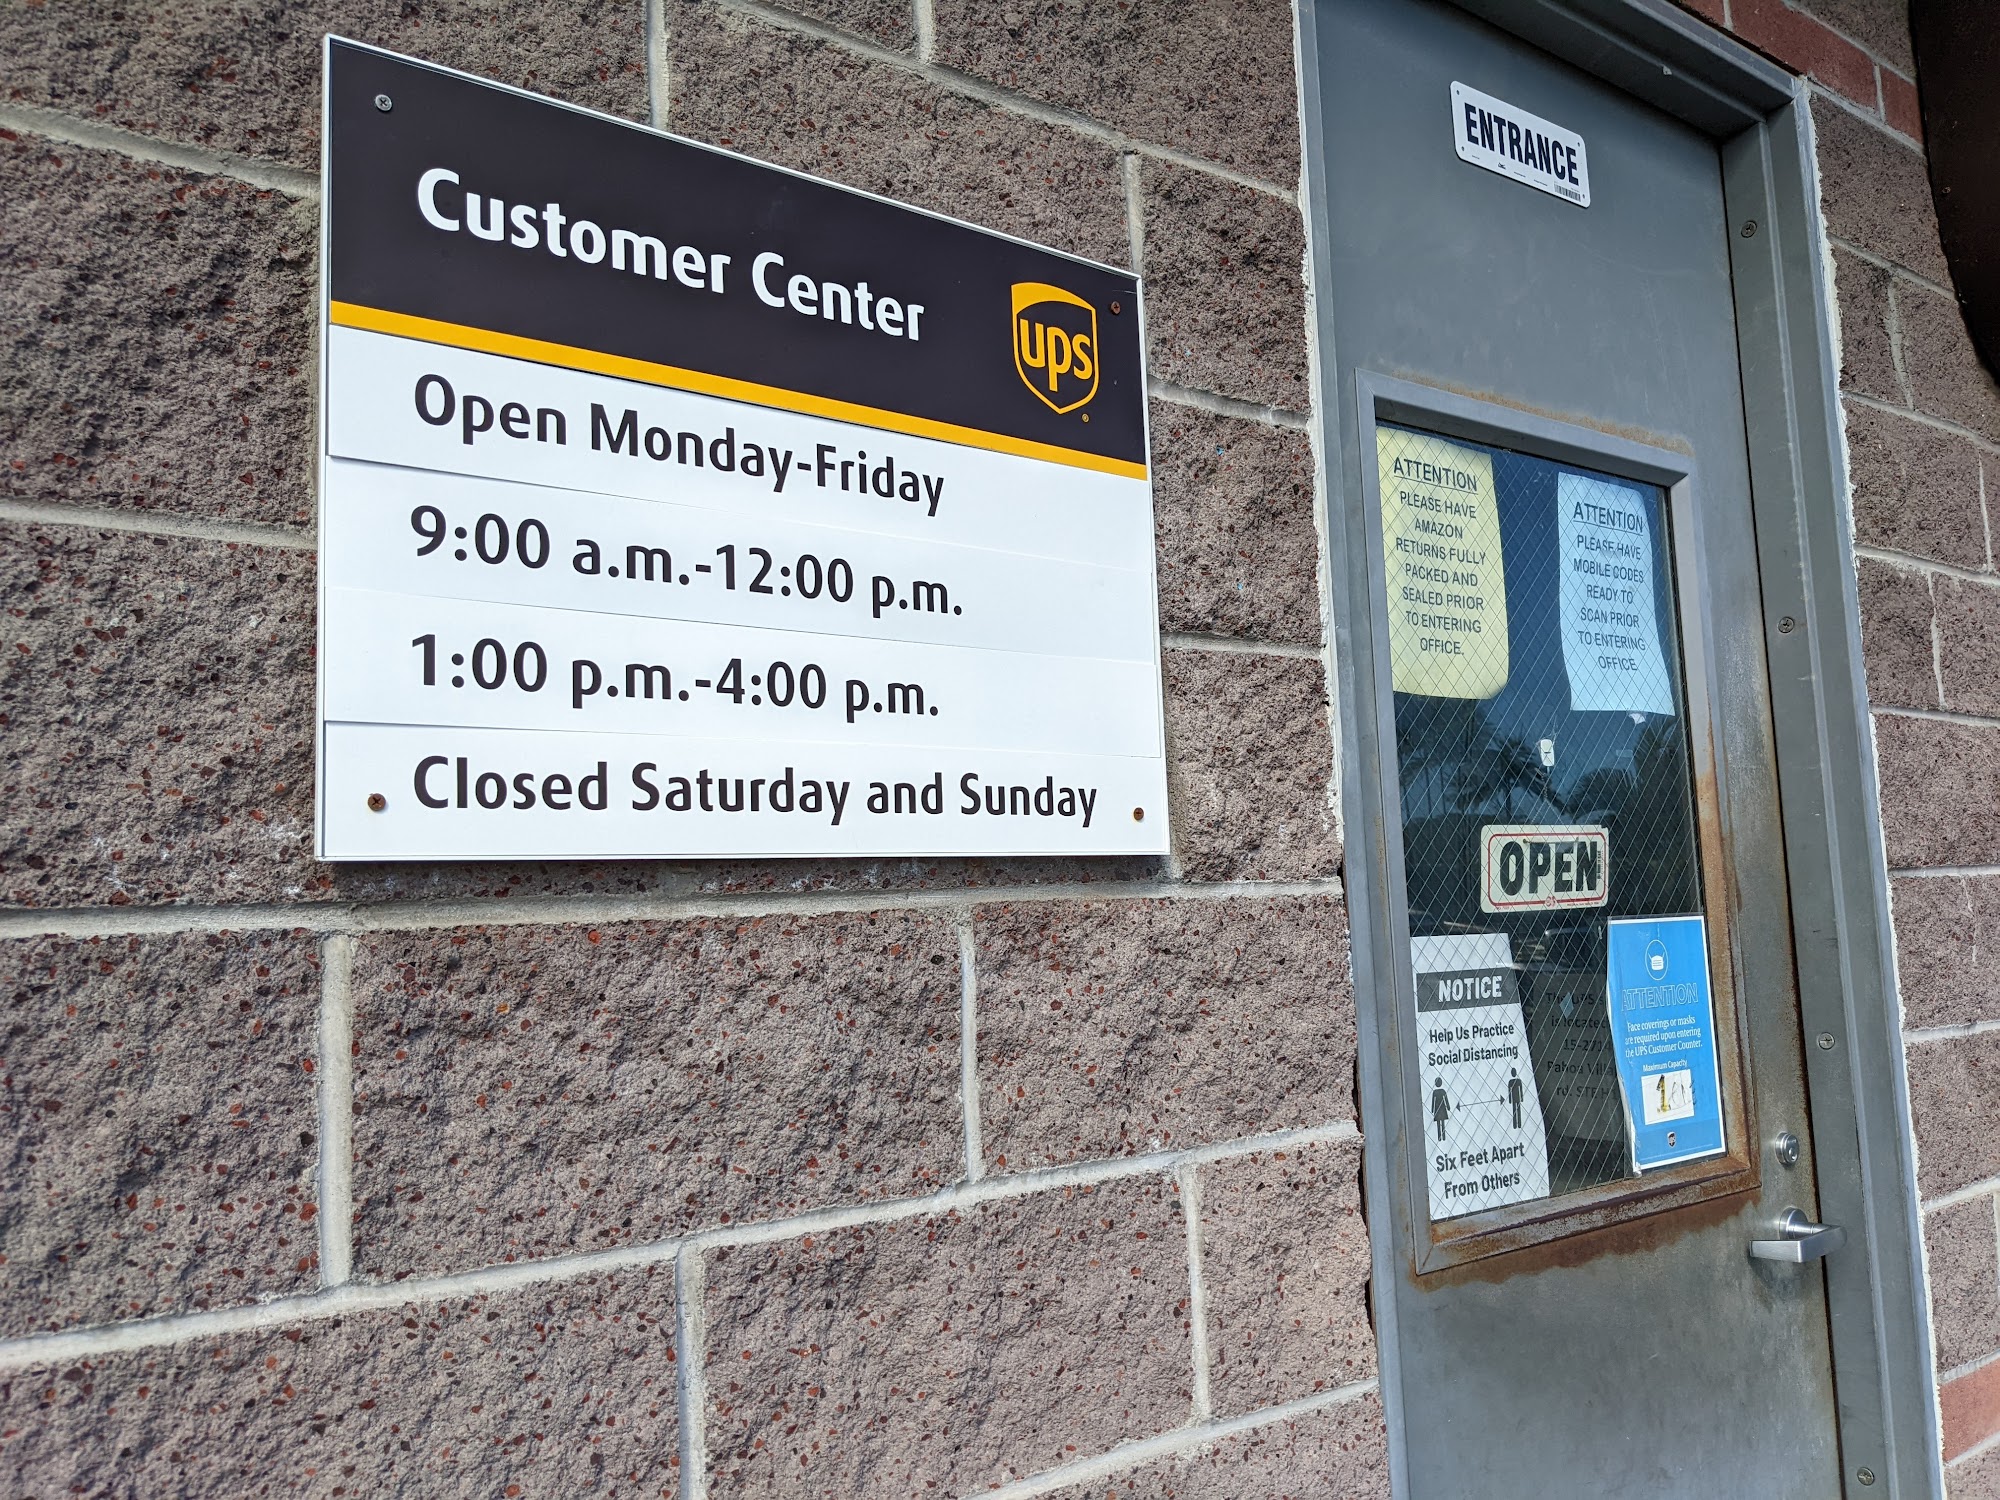 Customer Center
ups
Open Monday-Friday
9:00 a.m.-12:00 p.m.
1:00 p.m.-4:00 p.m.
Closed Saturday and Sunday
ENTRANCE
ATTENTION
PLEASE HAVE
AMAZON
RETURNS FULLY
PACKED AND
SEALED PRIOR
TO ENTERING
OFFICE.
ATTENTION
PLEASE HAVE
MOBILE CODES
READY TO
SCAN PRIOR
TO ENTERING
OFFICE
OPEN
NOTICE
Help Us Practice
Social Distancing
Six Feet Apart
From Others
ATTENTION
Face coverings or masks
are required upon entering
the UPS Customer Counter.
Maximum Capacity
1